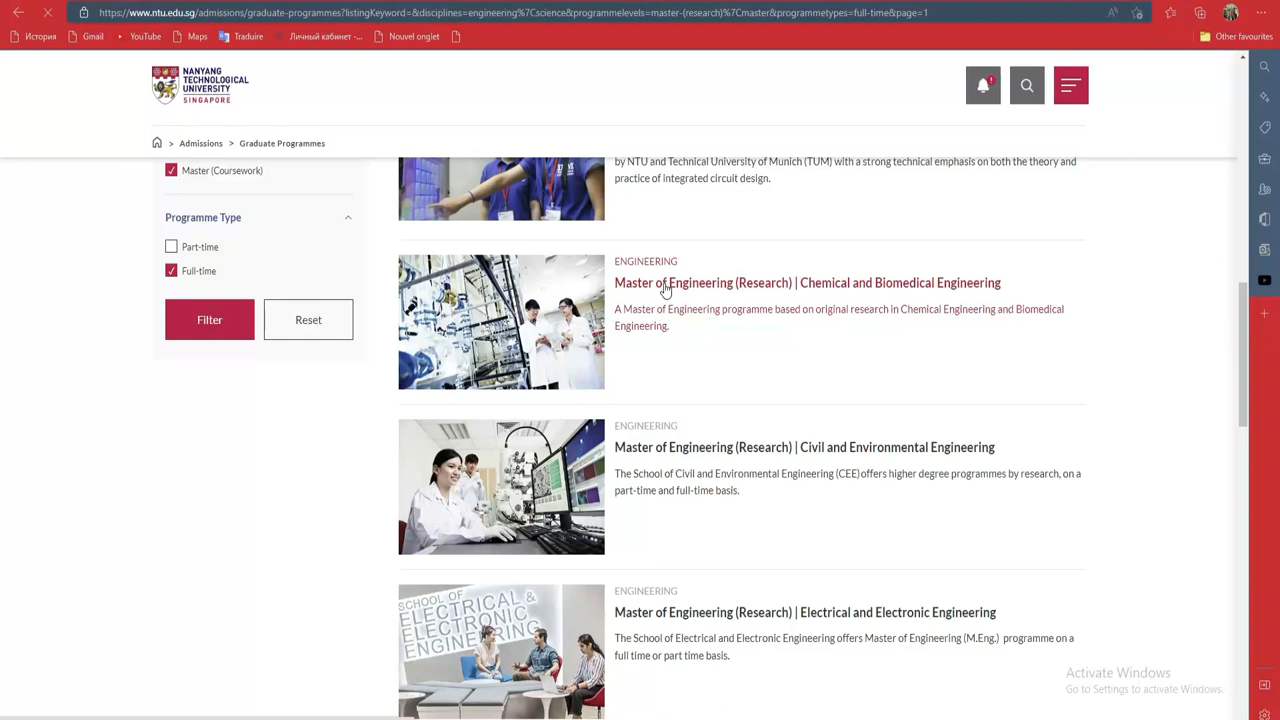 https://www.ntu.edu.sg/admissions/graduate-programmes?listingKeyword=&disciplines=engineering%7Cscience&programmelevels=master-(research)%7Cmaster&programmetypes=full-time&page=1
История Gmail YouTube Maps Traduire Личный кабинет -... Nouvel onglet Other favourites
NANYANG
TECHNOLOGICAL
UNIVERSITY
SINGAPORE
> Admissions > Graduate Programmes
Master (Coursework)
Programme Type
Part-time
Full-time
Filter Reset
by NTU and Technical University of Munich (TUM) with a strong technical emphasis on both the theory and
practice of integrated circuit design.
ENGINEERING
Master of Engineering (Research) | Chemical and Biomedical Engineering
A Master of Engineering programme based on original research in Chemical Engineering and Biomedical
Engineering.
ENGINEERING
Master of Engineering (Research) | Civil and Environmental Engineering
The School of Civil and Environmental Engineering (CEE) offers higher degree programmes by research, on a
part-time and full-time basis.
SCHOOL OF
ELECTRICAL &
ELECTRONIC
ENGINEERING
ENGINEERING
Master of Engineering (Research) | Electrical and Electronic Engineering
The School of Electrical and Electronic Engineering offers Master of Engineering (M.Eng.) programme on a
full time or part time basis.
Activate Windows
Go to Settings to activate Windows.